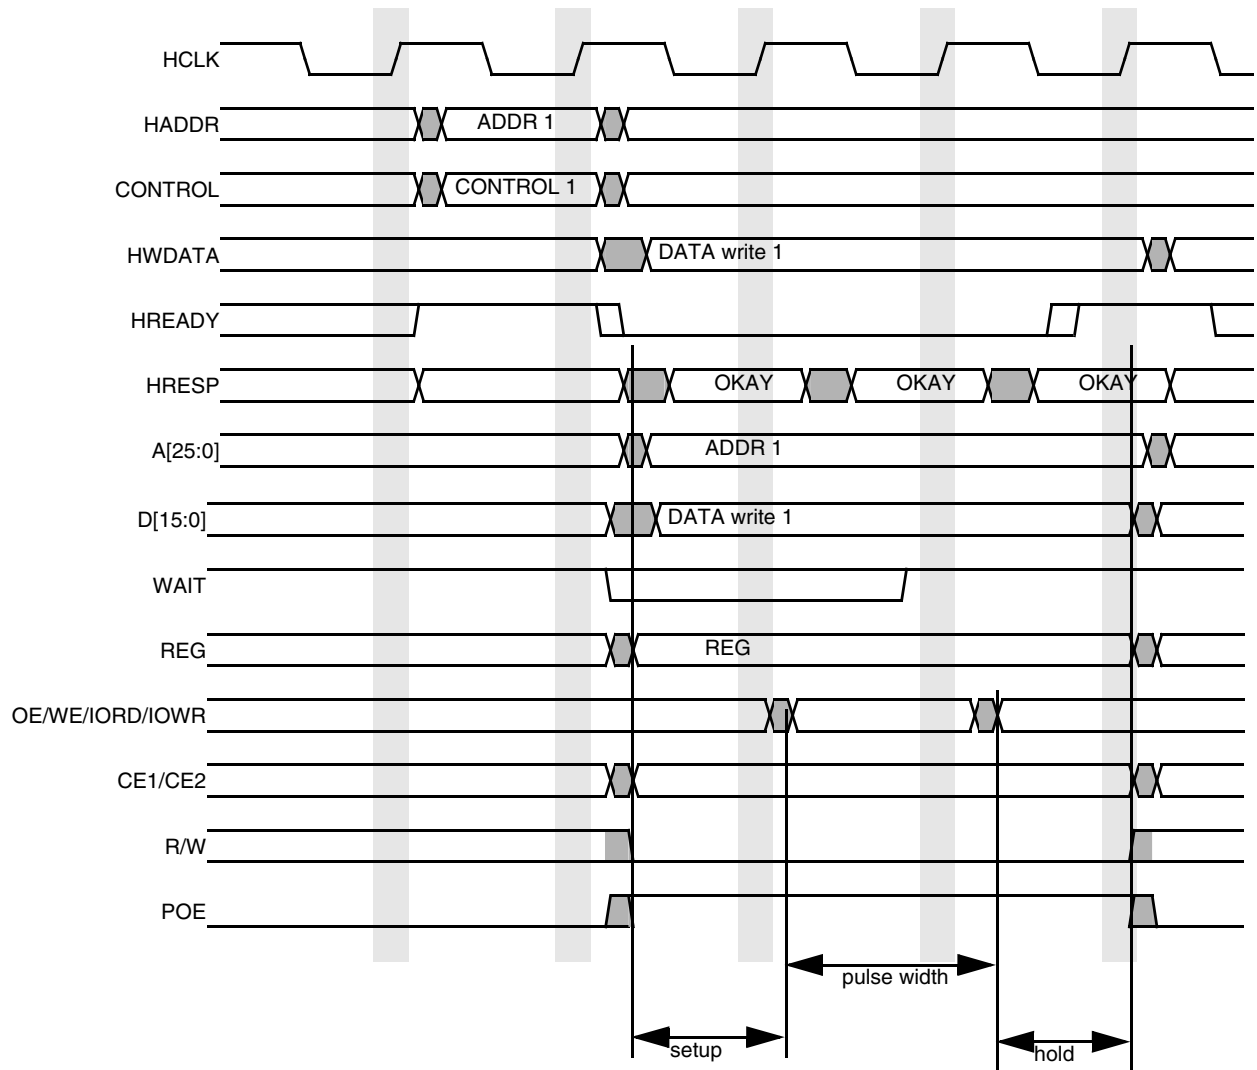 HCLK
HADDR ADDR 1
CONTROL CONTROL 1
HWDATA DATA write 1
HREADY
HRESP OKAY OKAY OKAY
A[25:0] ADDR 1
D[15:0] DATA write 1
WAIT
REG REG
OE/WE/IORD/IOWR
CE1/CE2
R/W
POE
pulse width
setup hold